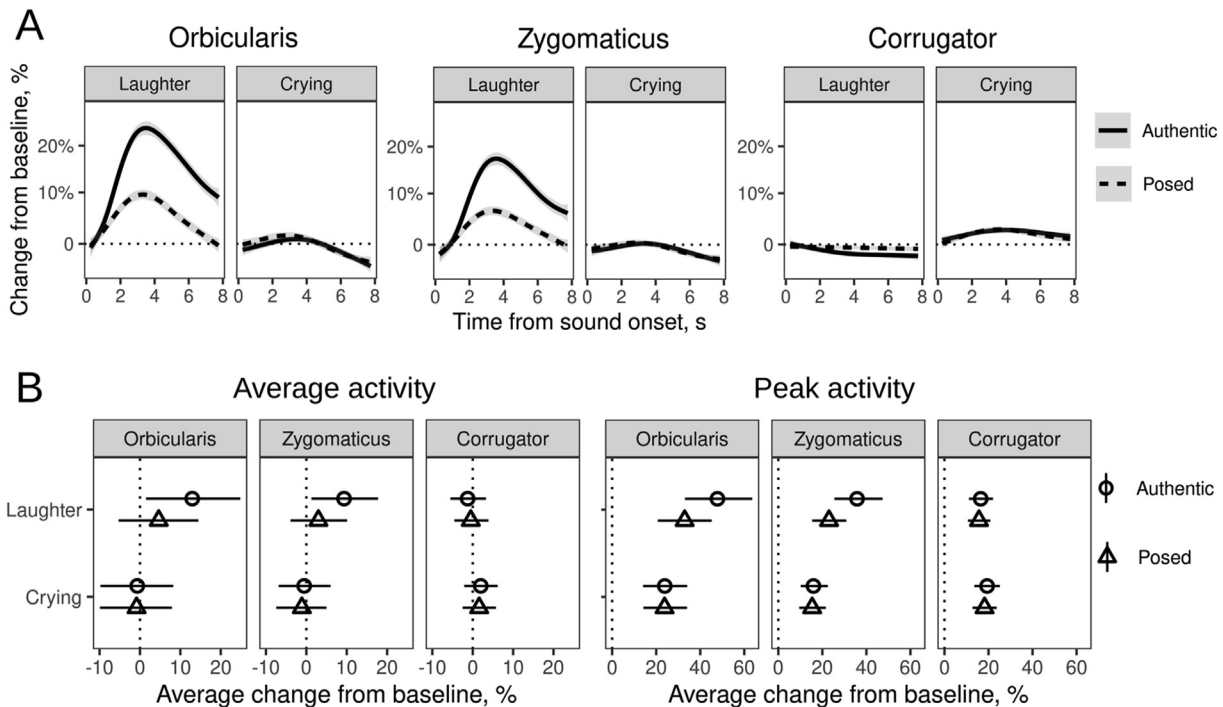 A
Orbicularis
Zygomaticus
Corrugator
Laughter
Crying
Laughter
Crying
Laughter
Crying
Change from baseline, %
20%
10%
0
20%
10%
0
20%
10%
0
Authentic
Posed
0 2 4 6 8
0 2 4 6 8
0 2 4 6 8
0 2 4 6 8
0 2 4 6 8
0 2 4 6 8
Time from sound onset, s
B
Average activity
Peak activity
Orbicularis
Zygomaticus
Corrugator
Orbicularis
Zygomaticus
Corrugator
Laughter
Crying
Authentic
Posed
-10 0 10 20
-10 0 10 20
-10 0 10 20
0 20 40 60
0 20 40 60
0 20 40 60
Average change from baseline, %
Average change from baseline, %